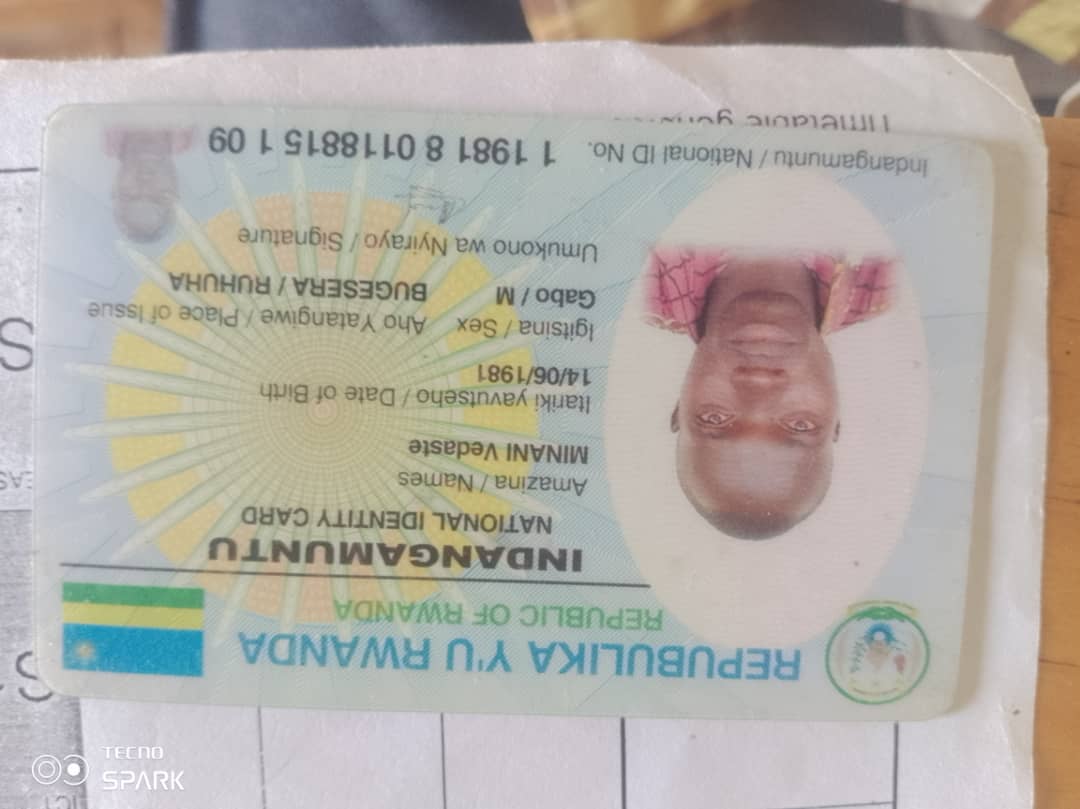 TECNO
SPARK
ICT
REPUBULIKA Y'U RWANDA
REPUBLIC OF RWANDA
INDANGAMUNTU
NATIONAL IDENTITY CARD
Amazina / Names
MINANI Vedaste
Itariki yavutseho / Date of Birth
14/06/1981
Igitsina / Sex Aho Yatangiwe / Place of Issue
Gabo / M BUGESERA / RUHUHA
Umukono wa Nyirayo / Signature
Indangamuntu / National ID No. 1 1981 8 0118815 1 09
Timetable